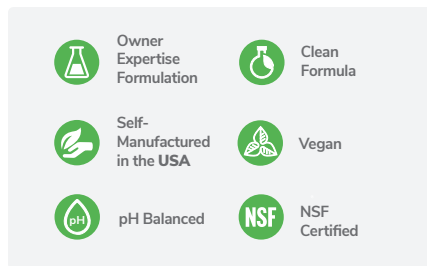 Owner
Expertise
Formulation
Clean
Formula
Self-
Manufactured
in the USA
Vegan
pH
pH Balanced
NSF
NSF
Certified